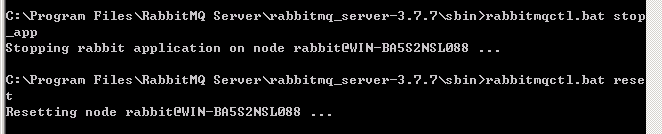 C:\Program Files\RabbitMQ Server\rabbitmq_server-3.7.7\sbin>rabbitmqctl.bat stop
_app
Stopping rabbit application on node rabbit@WIN-BA5S2NSL088 ...
C:\Program Files\RabbitMQ Server\rabbitmq_server-3.7.7\sbin>rabbitmqctl.bat rese
t
Resetting node rabbit@WIN-BA5S2NSL088 ...